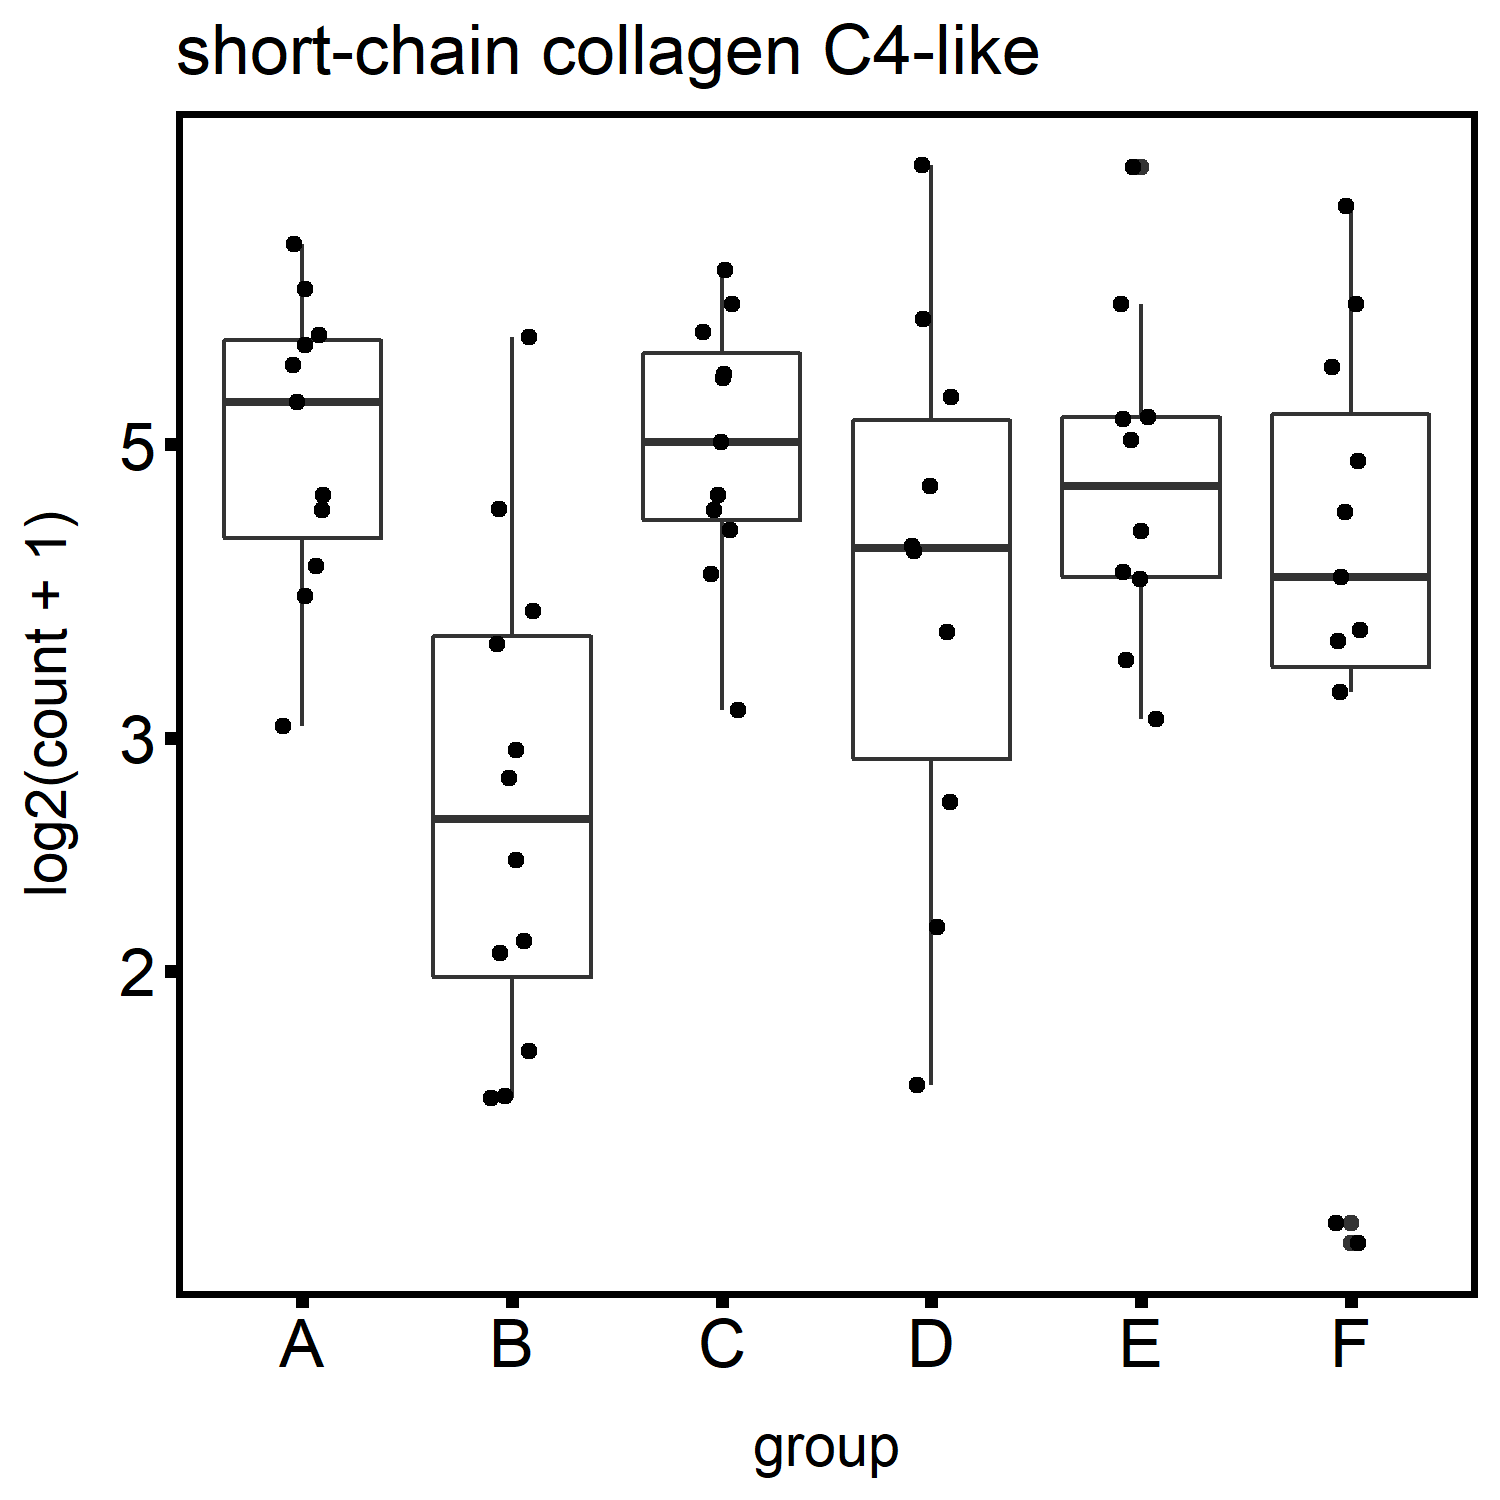 short-chain collagen C4-like
log2(count + 1)
5
3
2
A B C D E F
group